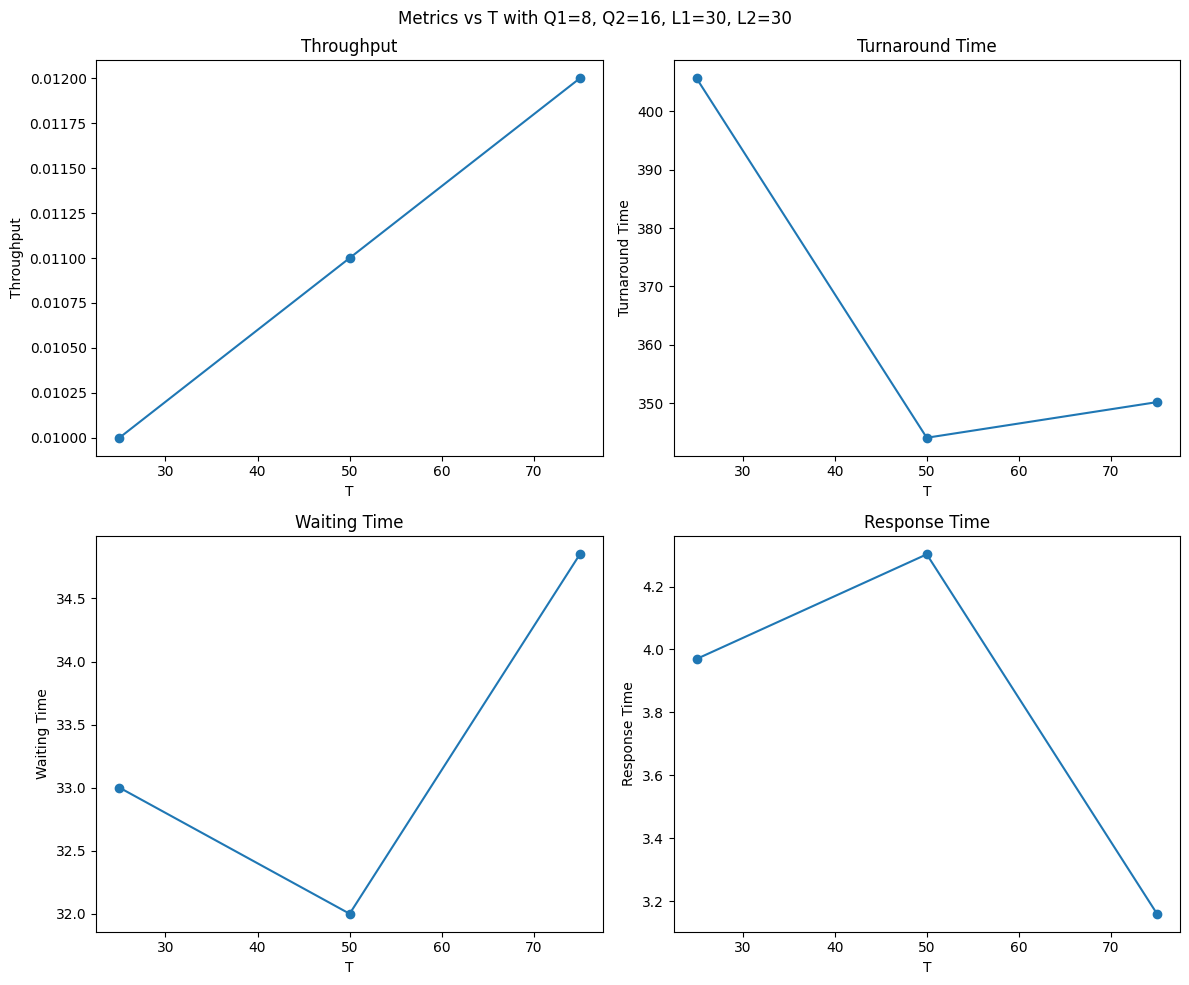 Metrics vs T with Q1=8, Q2=16, L1=30, L2=30
Throughput
Throughput
0.01200
0.01175
0.01150
0.01125
0.01100
0.01075
0.01050
0.01025
0.01000
30 40 50 60 70
T
Turnaround Time
Turnaround Time
400
390
380
370
360
350
30 40 50 60 70
T
Waiting Time
Waiting Time
34.5
34.0
33.5
33.0
32.5
32.0
30 40 50 60 70
T
Response Time
Response Time
4.2
4.0
3.8
3.6
3.4
3.2
30 40 50 60 70
T